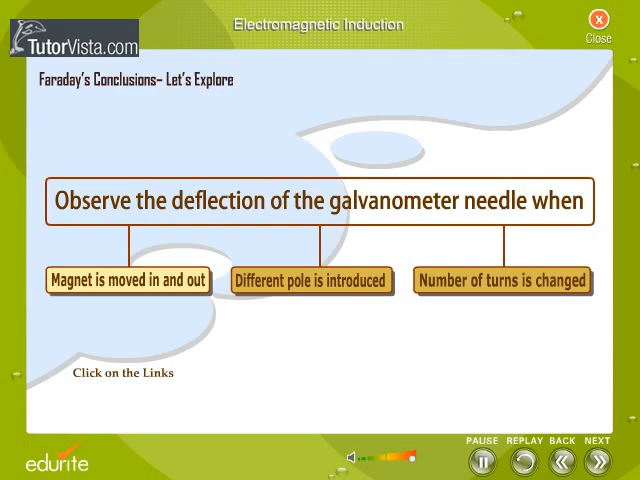 Electromagnetic Induction
X
Close
TutorVista.com
Faraday's Conclusions– Let's Explore
Observe the deflection of the galvanometer needle when
Magnet is moved in and out
Different pole is introduced
Number of turns is changed
Click on the Links
PAUSE REPLAY BACK NEXT
edurite